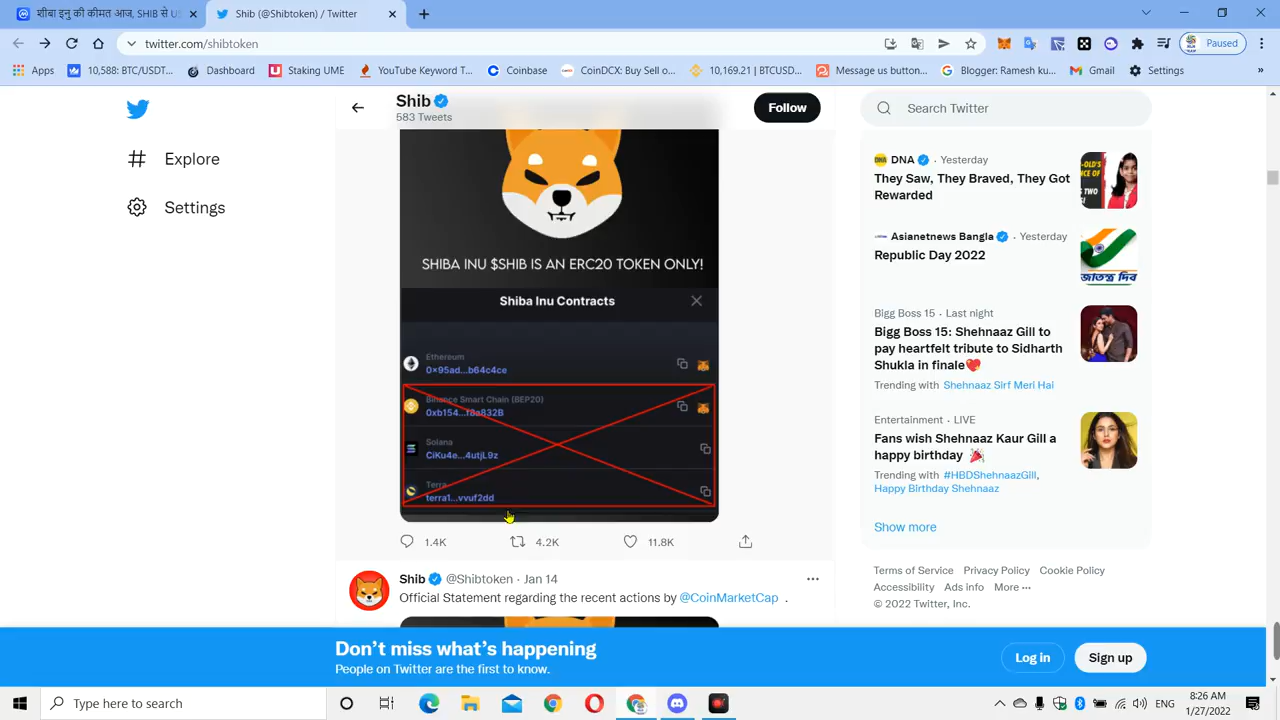 शीबा इनु की कीमत आज, SHIB से U
Shib (@Shibtoken) / Twitter
twitter.com/shibtoken
Paused
Apps
10,588: BTC/USDT...
Dashboard
Staking UME
YouTube Keyword T...
Coinbase
CoinDCX: Buy sel o...
10,169.21 | BTCUSD...
Message us button...
Blogger: Ramesh ku...
Gmail
Settings
»
Explore
Settings
Shib
583 Tweets
Follow
SHIBA INU $SHIB IS AN ERC20 TOKEN ONLY!
Shiba Inu Contracts
Ethereum
0×95ad...b64c4ce
Binance Smart Chain (BEP20)
0xb154...f8a832B
Solana
CiKu4e...4utjL9z
Terra
terra1...vvuf2dd
1.4K
4.2K
11.8K
Shib @Shibtoken · Jan 14
Official Statement regarding the recent actions by @CoinMarketCap .
Search Twitter
DNA · Yesterday
They Saw, They Braved, They Got
Rewarded
Asianetnews Bangla · Yesterday
Republic Day 2022
Bigg Boss 15 · Last night
Bigg Boss 15: Shehnaaz Gill to
pay heartfelt tribute to Sidharth
Shukla in finale💖
Trending with Shehnaaz Sirf Meri Hai
Entertainment · LIVE
Fans wish Shehnaaz Kaur Gill a
happy birthday 🎉
Trending with #HBDShehnaazGill,
Happy Birthday Shehnaaz
Show more
Terms of Service Privacy Policy Cookie Policy
Accessibility Ads info More ···
© 2022 Twitter, Inc.
Don't miss what's happening
People on Twitter are the first to know.
Log in
Sign up
Type here to search
ENG
8:26 AM
1/27/2022